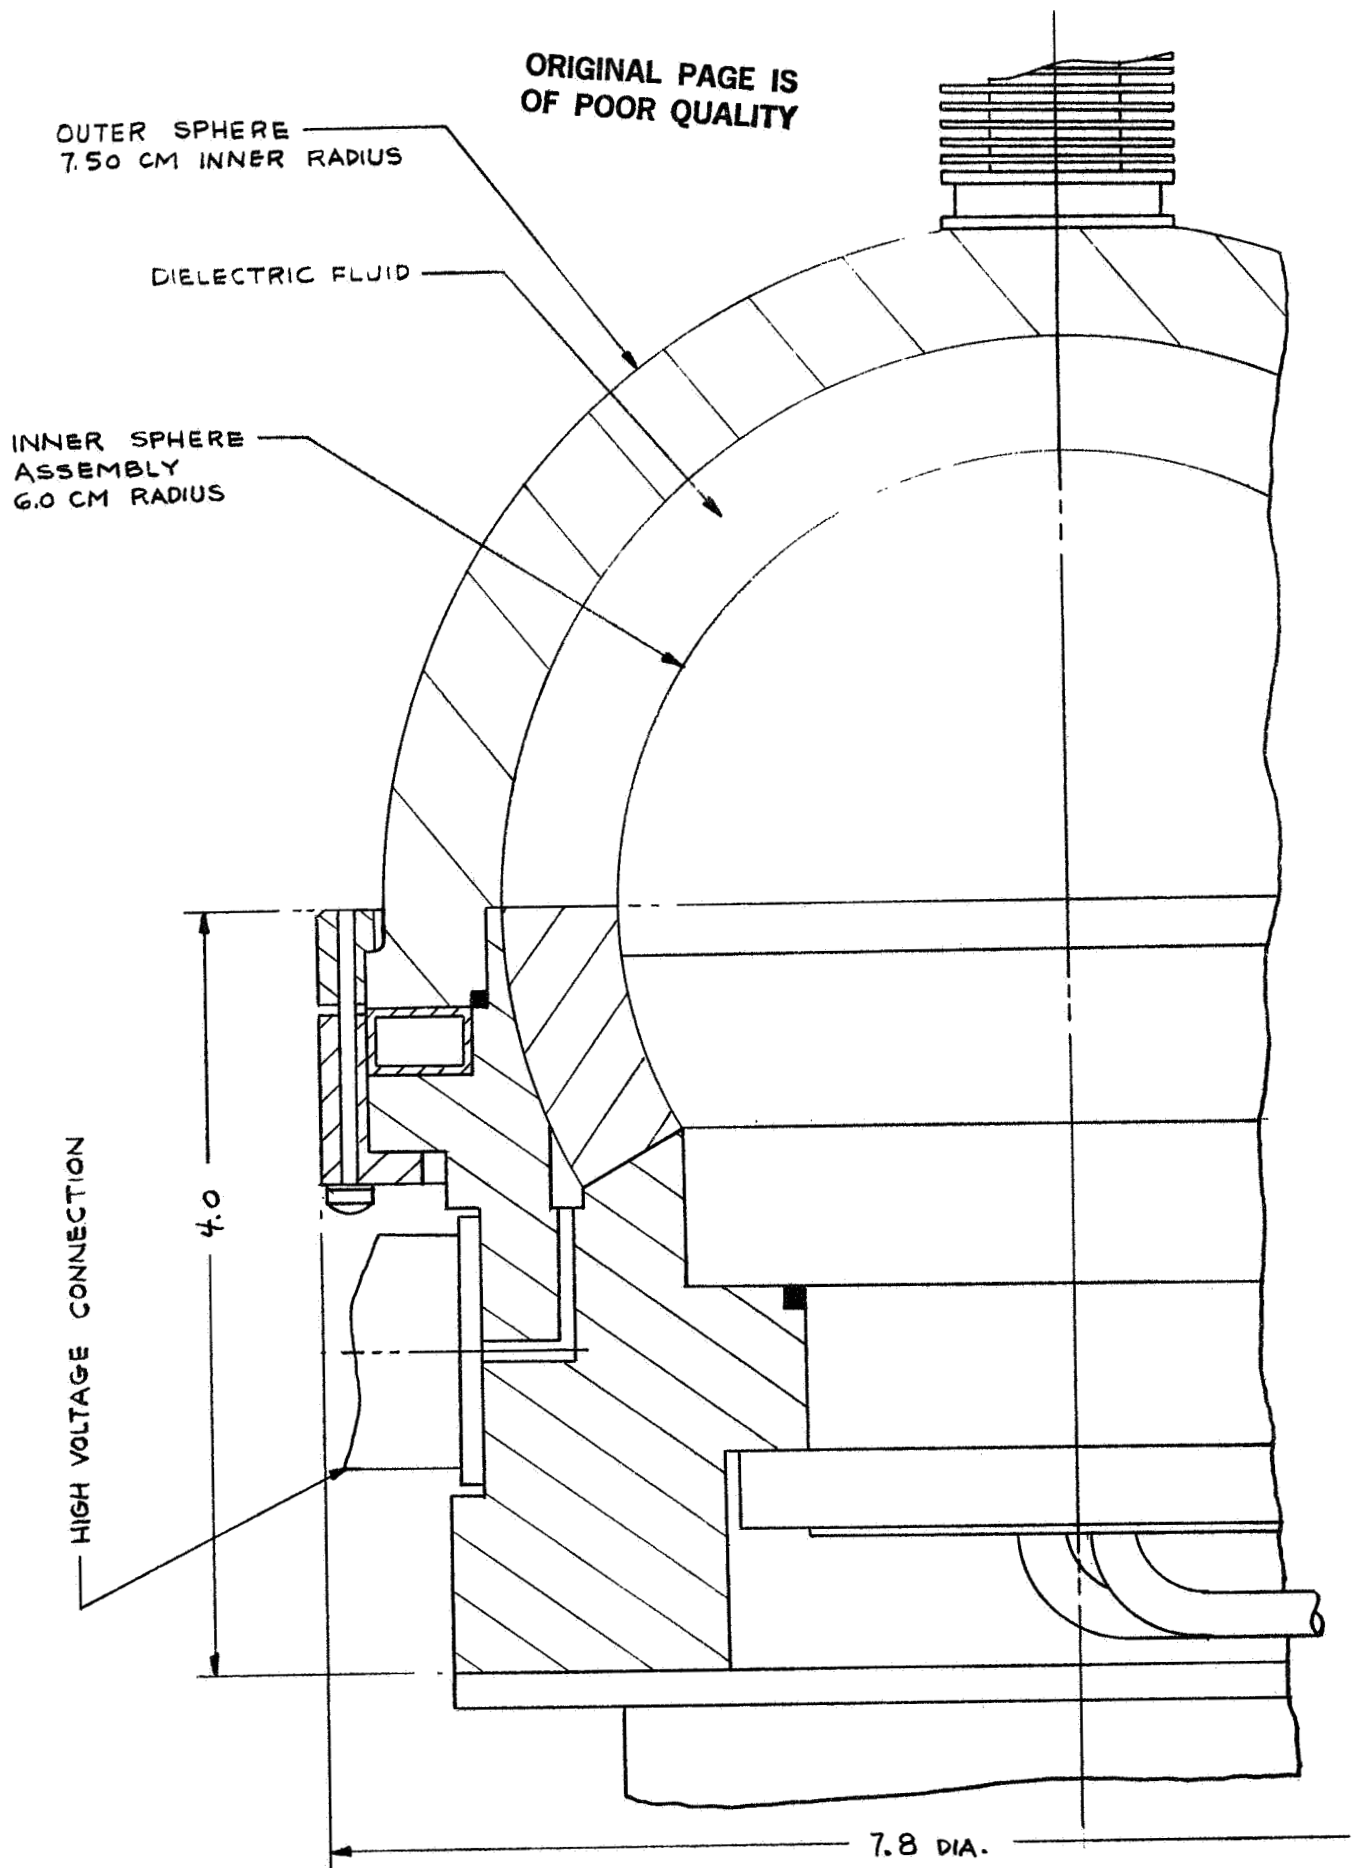 ORIGINAL PAGE IS
OF POOR QUALITY
OUTER SPHERE
7.50 CM INNER RADIUS
DIELECTRIC FLUID
INNER SPHERE
ASSEMBLY
6.0 CM RADIUS
HIGH VOLTAGE CONNECTION
4.0
7.8 DIA.